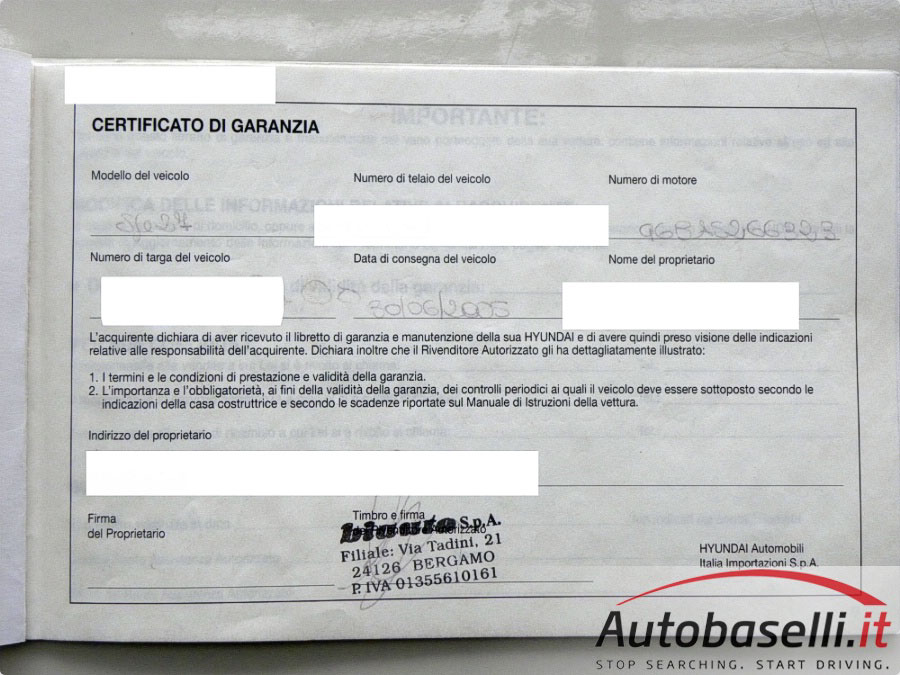 CERTIFICATO DI GARANZIA
Modello del veicolo
Numero di telaio del veicolo
Numero di motore
Numero di targa del veicolo
Data di consegna del veicolo
Nome del proprietario
30/06/2005
L'acquirente dichiara di aver ricevuto il libretto di garanzia e manutenzione della sua HYUNDAI e di avere quindi preso visione delle indicazioni
relative alle responsabilità dell'acquirente. Dichiara inoltre che il Rivenditore Autorizzato gli ha dettagliatamente illustrato:
1. I termini e le condizioni di prestazione e validità della garanzia.
2. L'importanza e l'obbligatorietà, ai fini della validità della garanzia, dei controlli periodici ai quali il veicolo deve essere sottoposto secondo le
indicazioni della casa costruttrice e secondo le scadenze riportate sul Manuale di Istruzioni della vettura.
Indirizzo del proprietario
Firma
del Proprietario
Timbro e firma
S.p.A.
Filiale: Via Tadini, 21
24126 BERGAMO
P. IVA 01355610161
HYUNDAI Automobili
Italia Importazioni S.p.A.
Autobaselli.it
STOP SEARCHING. START DRIVING.